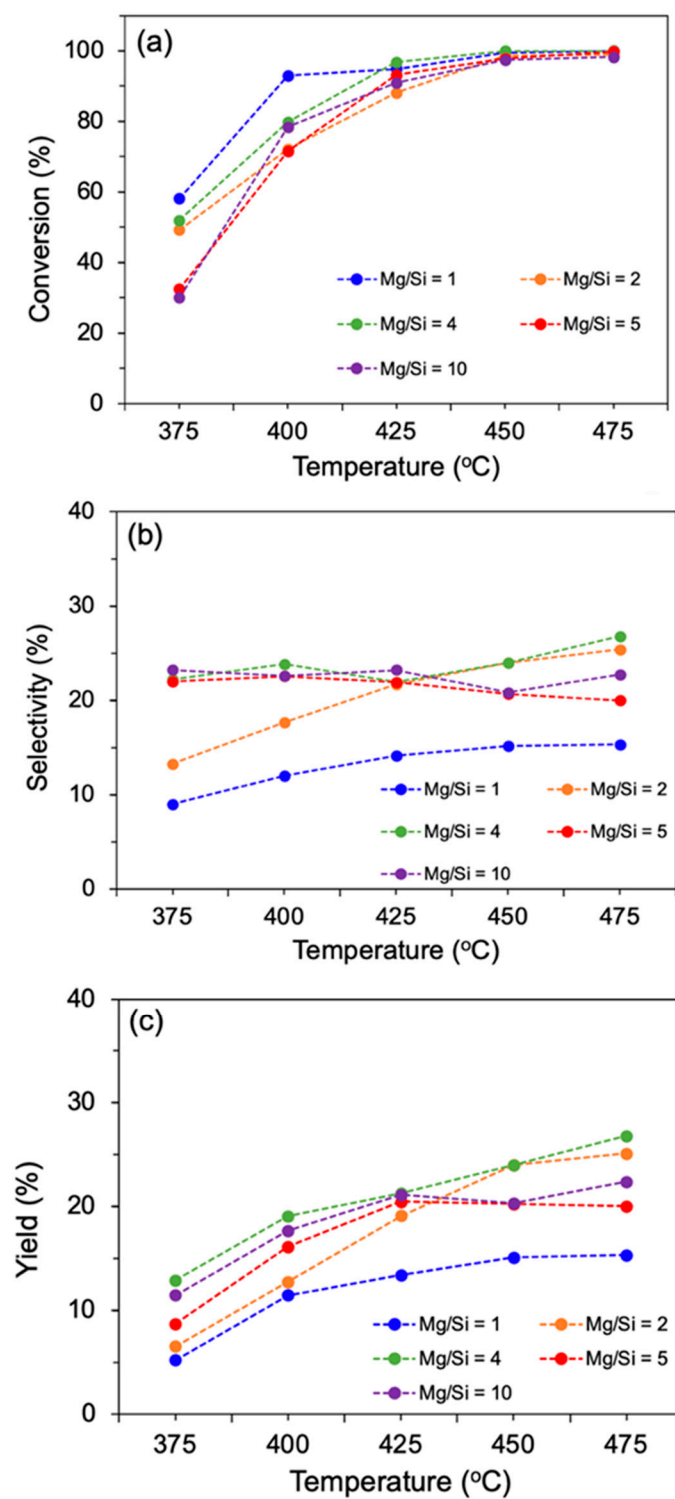 (a)
Conversion (%)
100
80
60
40
20
0
Mg/Si = 1 Mg/Si = 2
Mg/Si = 4 Mg/Si = 5
Mg/Si = 10
375 400 425 450 475
Temperature (°C)
(b)
Selectivity (%)
40
30
20
10
0
Mg/Si = 1 Mg/Si = 2
Mg/Si = 4 Mg/Si = 5
Mg/Si = 10
375 400 425 450 475
Temperature (°C)
(c)
Yield (%)
40
30
20
10
0
Mg/Si = 1 Mg/Si = 2
Mg/Si = 4 Mg/Si = 5
Mg/Si = 10
375 400 425 450 475
Temperature (°C)